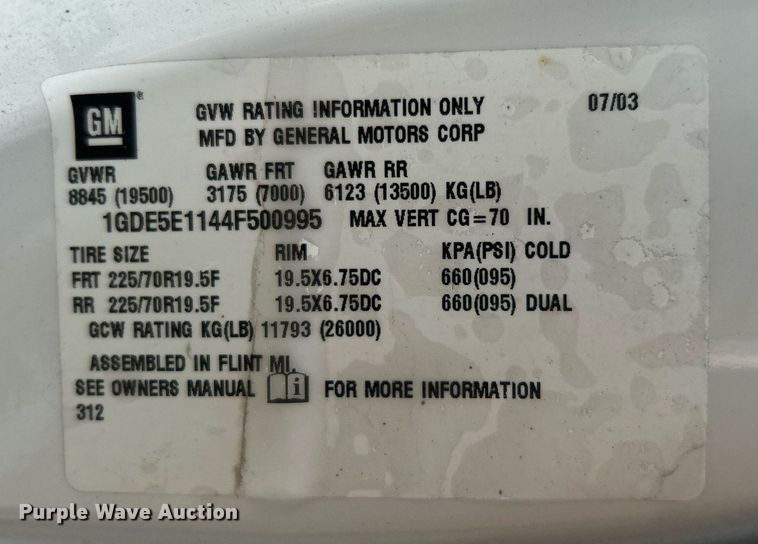 GM ® GVW RATING INFORMATION ONLY 07/03
MFD BY GENERAL MOTORS CORP
GVWR GAWR FRT GAWR RR
8845 (19500) 3175 (7000) 6123 (13500) KG(LB)
1GDE5E1144F500995 MAX VERT CG=70 IN.
TIRE SIZE RIM KPA(PSI) COLD
FRT 225/70R19.5F 19.5X6.75DC 660(095)
RR 225/70R19.5F 19.5X6.75DC 660(095) DUAL
GCW RATING KG(LB) 11793 (26000)
ASSEMBLED IN FLINT MI.
SEE OWNERS MANUAL i FOR MORE INFORMATION
312
Purple Wave Auction